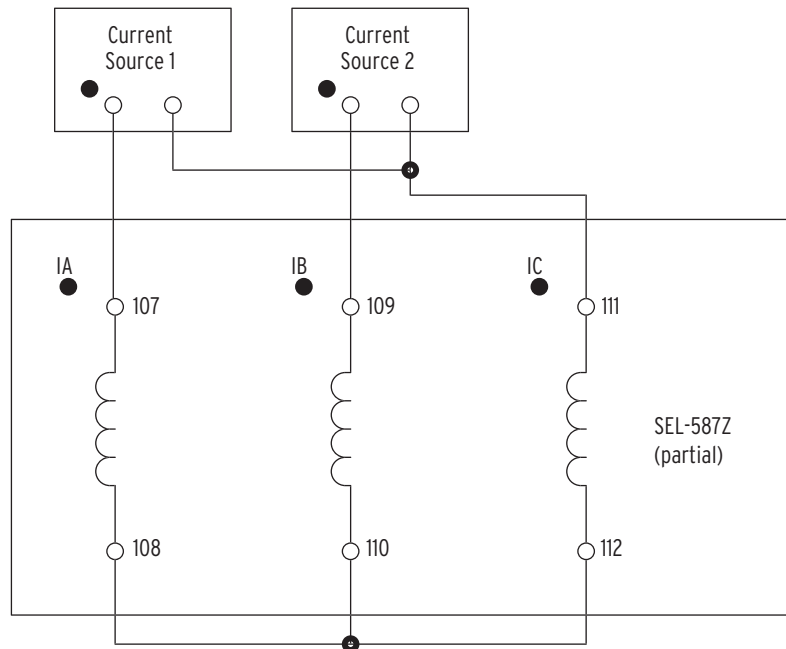 Current
Source 1
Current
Source 2
IA
IB
IC
107
109
111
SEL-587Z
(partial)
108
110
112